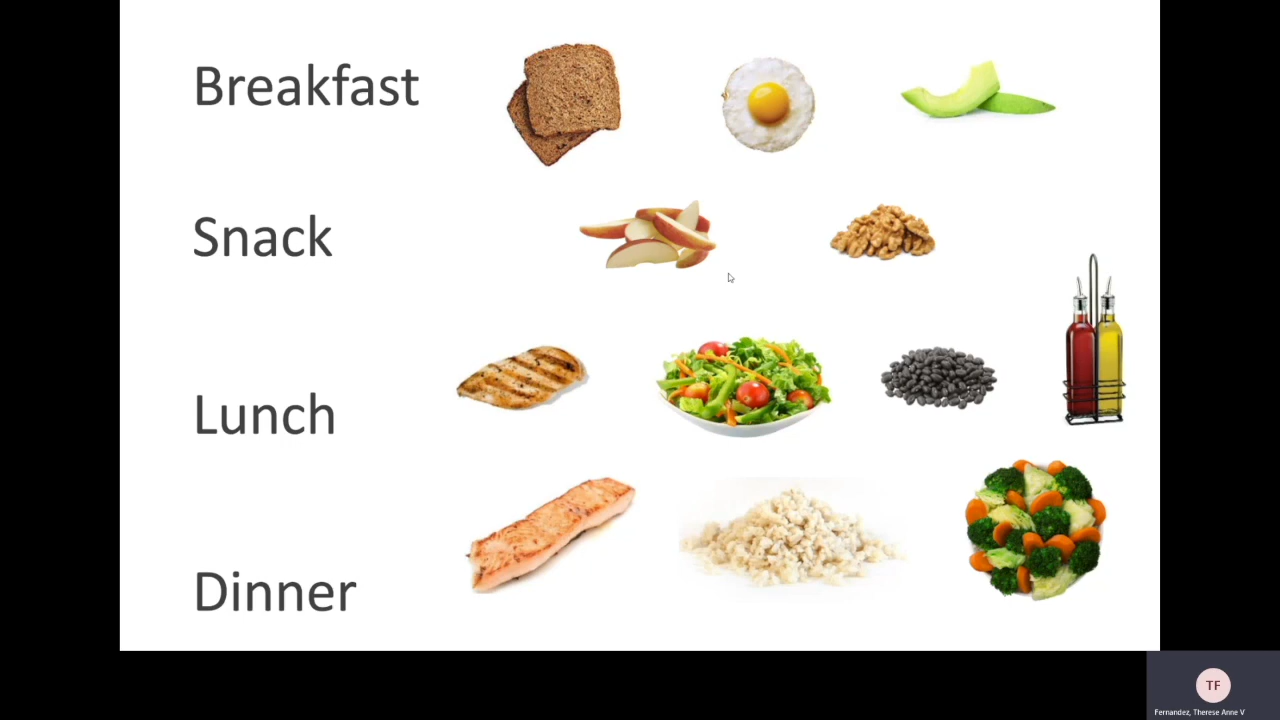 Breakfast
Snack
Lunch
Dinner
TF
Fernandez, Therese Anne V